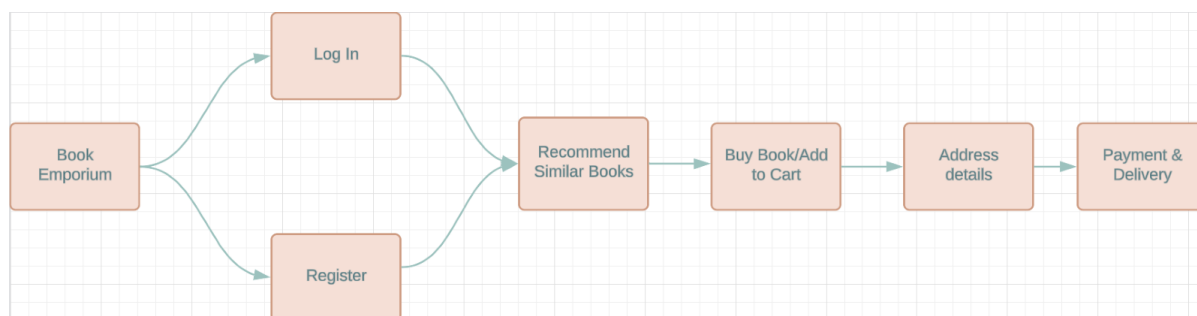 Log In
Book
Emporium
Recommend
Similar Books
Buy Book/Add
to Cart
Address
details
Payment &
Delivery
Register